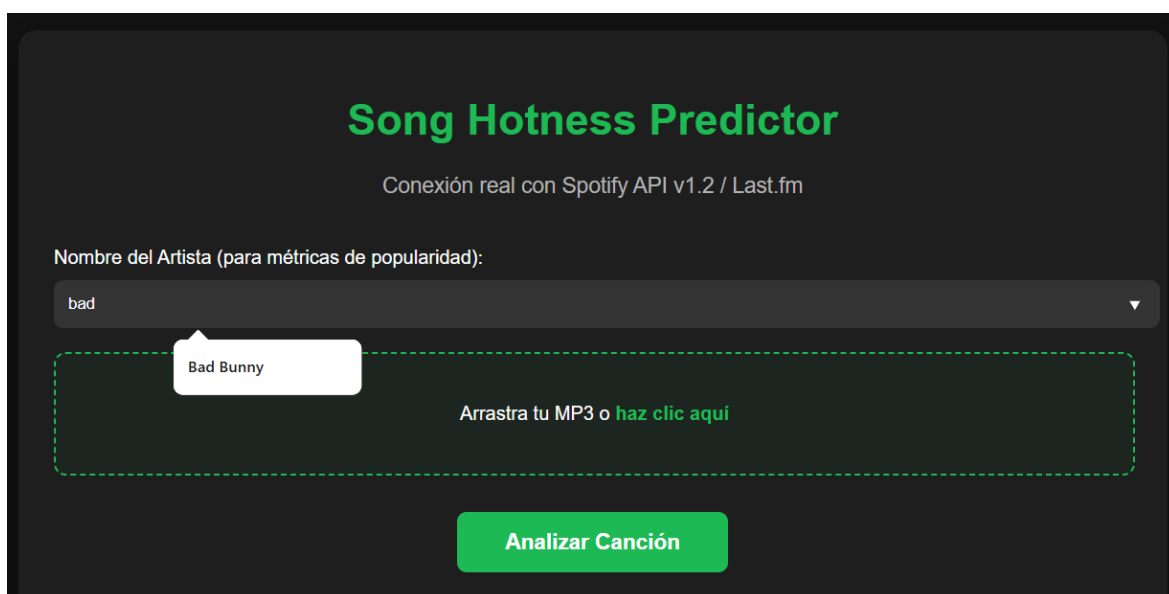 Song Hotness Predictor
Conexión real con Spotify API v1.2 / Last.fm
Nombre del Artista (para métricas de popularidad):
bad
Bad Bunny
Arrastra tu MP3 o haz clic aquí
Analizar Canción